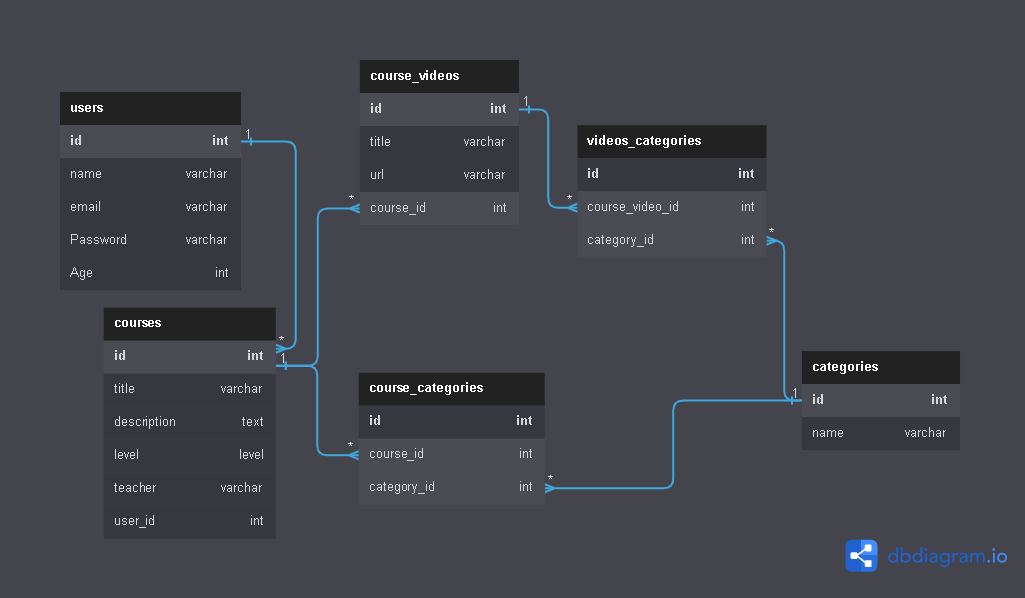 users
id int
name varchar
email varchar
Password varchar
Age int
1
*
courses
id int
title varchar
description text
level level
teacher varchar
user_id int
1
course_videos
id int
title varchar
url varchar
course_id int
*
1
videos_categories
id int
course_video_id int
category_id int
*
*
course_categories
id int
course_id int
category_id int
*
*
categories
id int
name varchar
1
dbdiagram.io